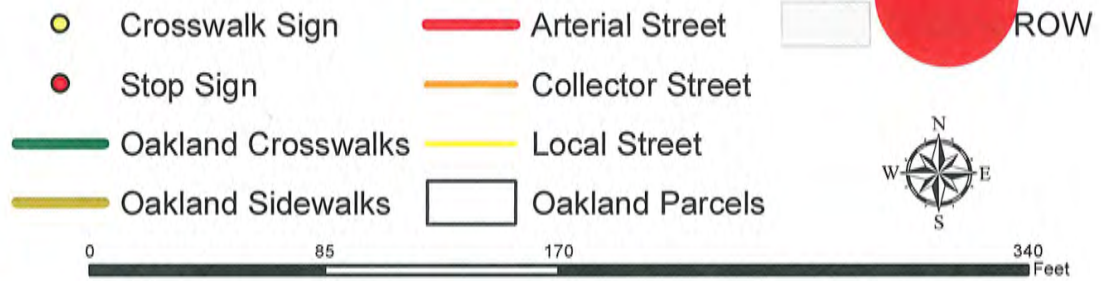 Crosswalk Sign
Arterial Street
ROW
Stop Sign
Collector Street
Oakland Crosswalks
Local Street
Oakland Sidewalks
Oakland Parcels
N
W E
S
0 85 170 340
Feet